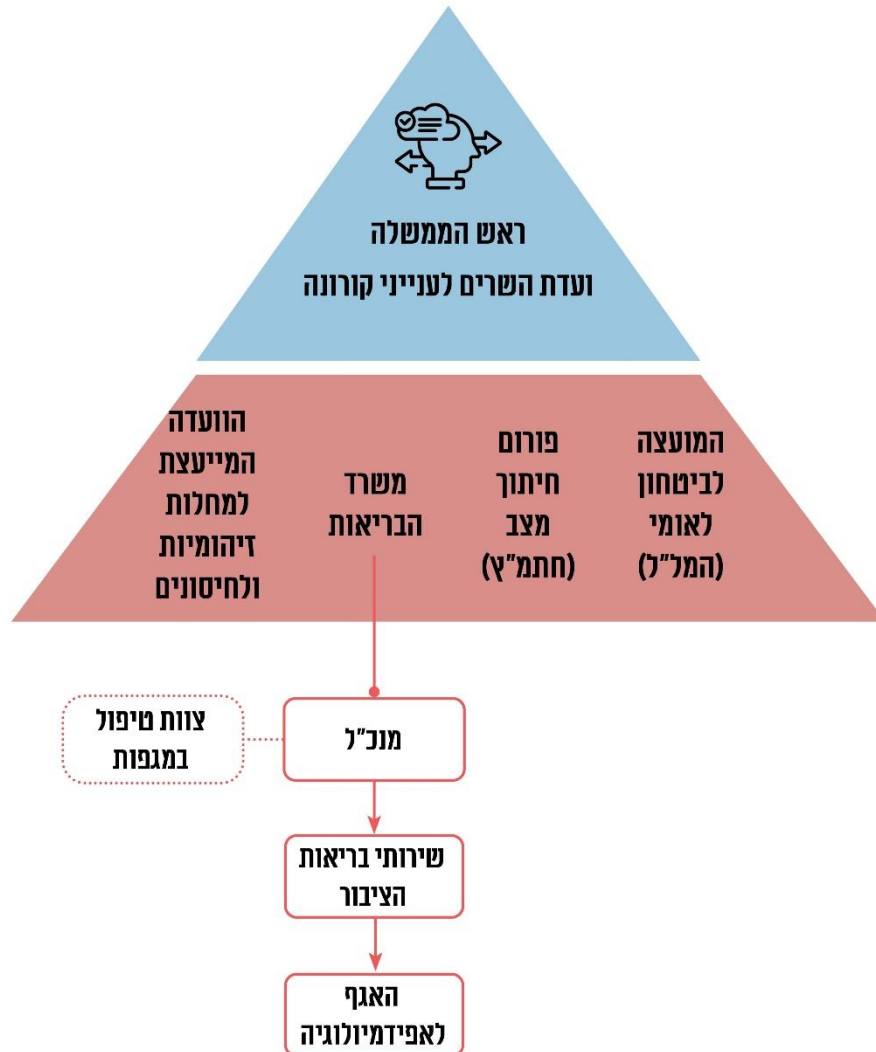 ראש הממשלה
ועדת השרים לענייני קורונה
המועצה
לביטחון
לאומי
(המל"ל)
פורום
חיתוך
מצב
(חתמ"ץ)
משרד
הבריאות
הוועדה
המייעצת
למחלות
זיהומיות
ולחיסונים
מנכ"ל
צוות טיפול
במגפות
שירותי בריאות
הציבור
האגף
לאפידמיולוגיה